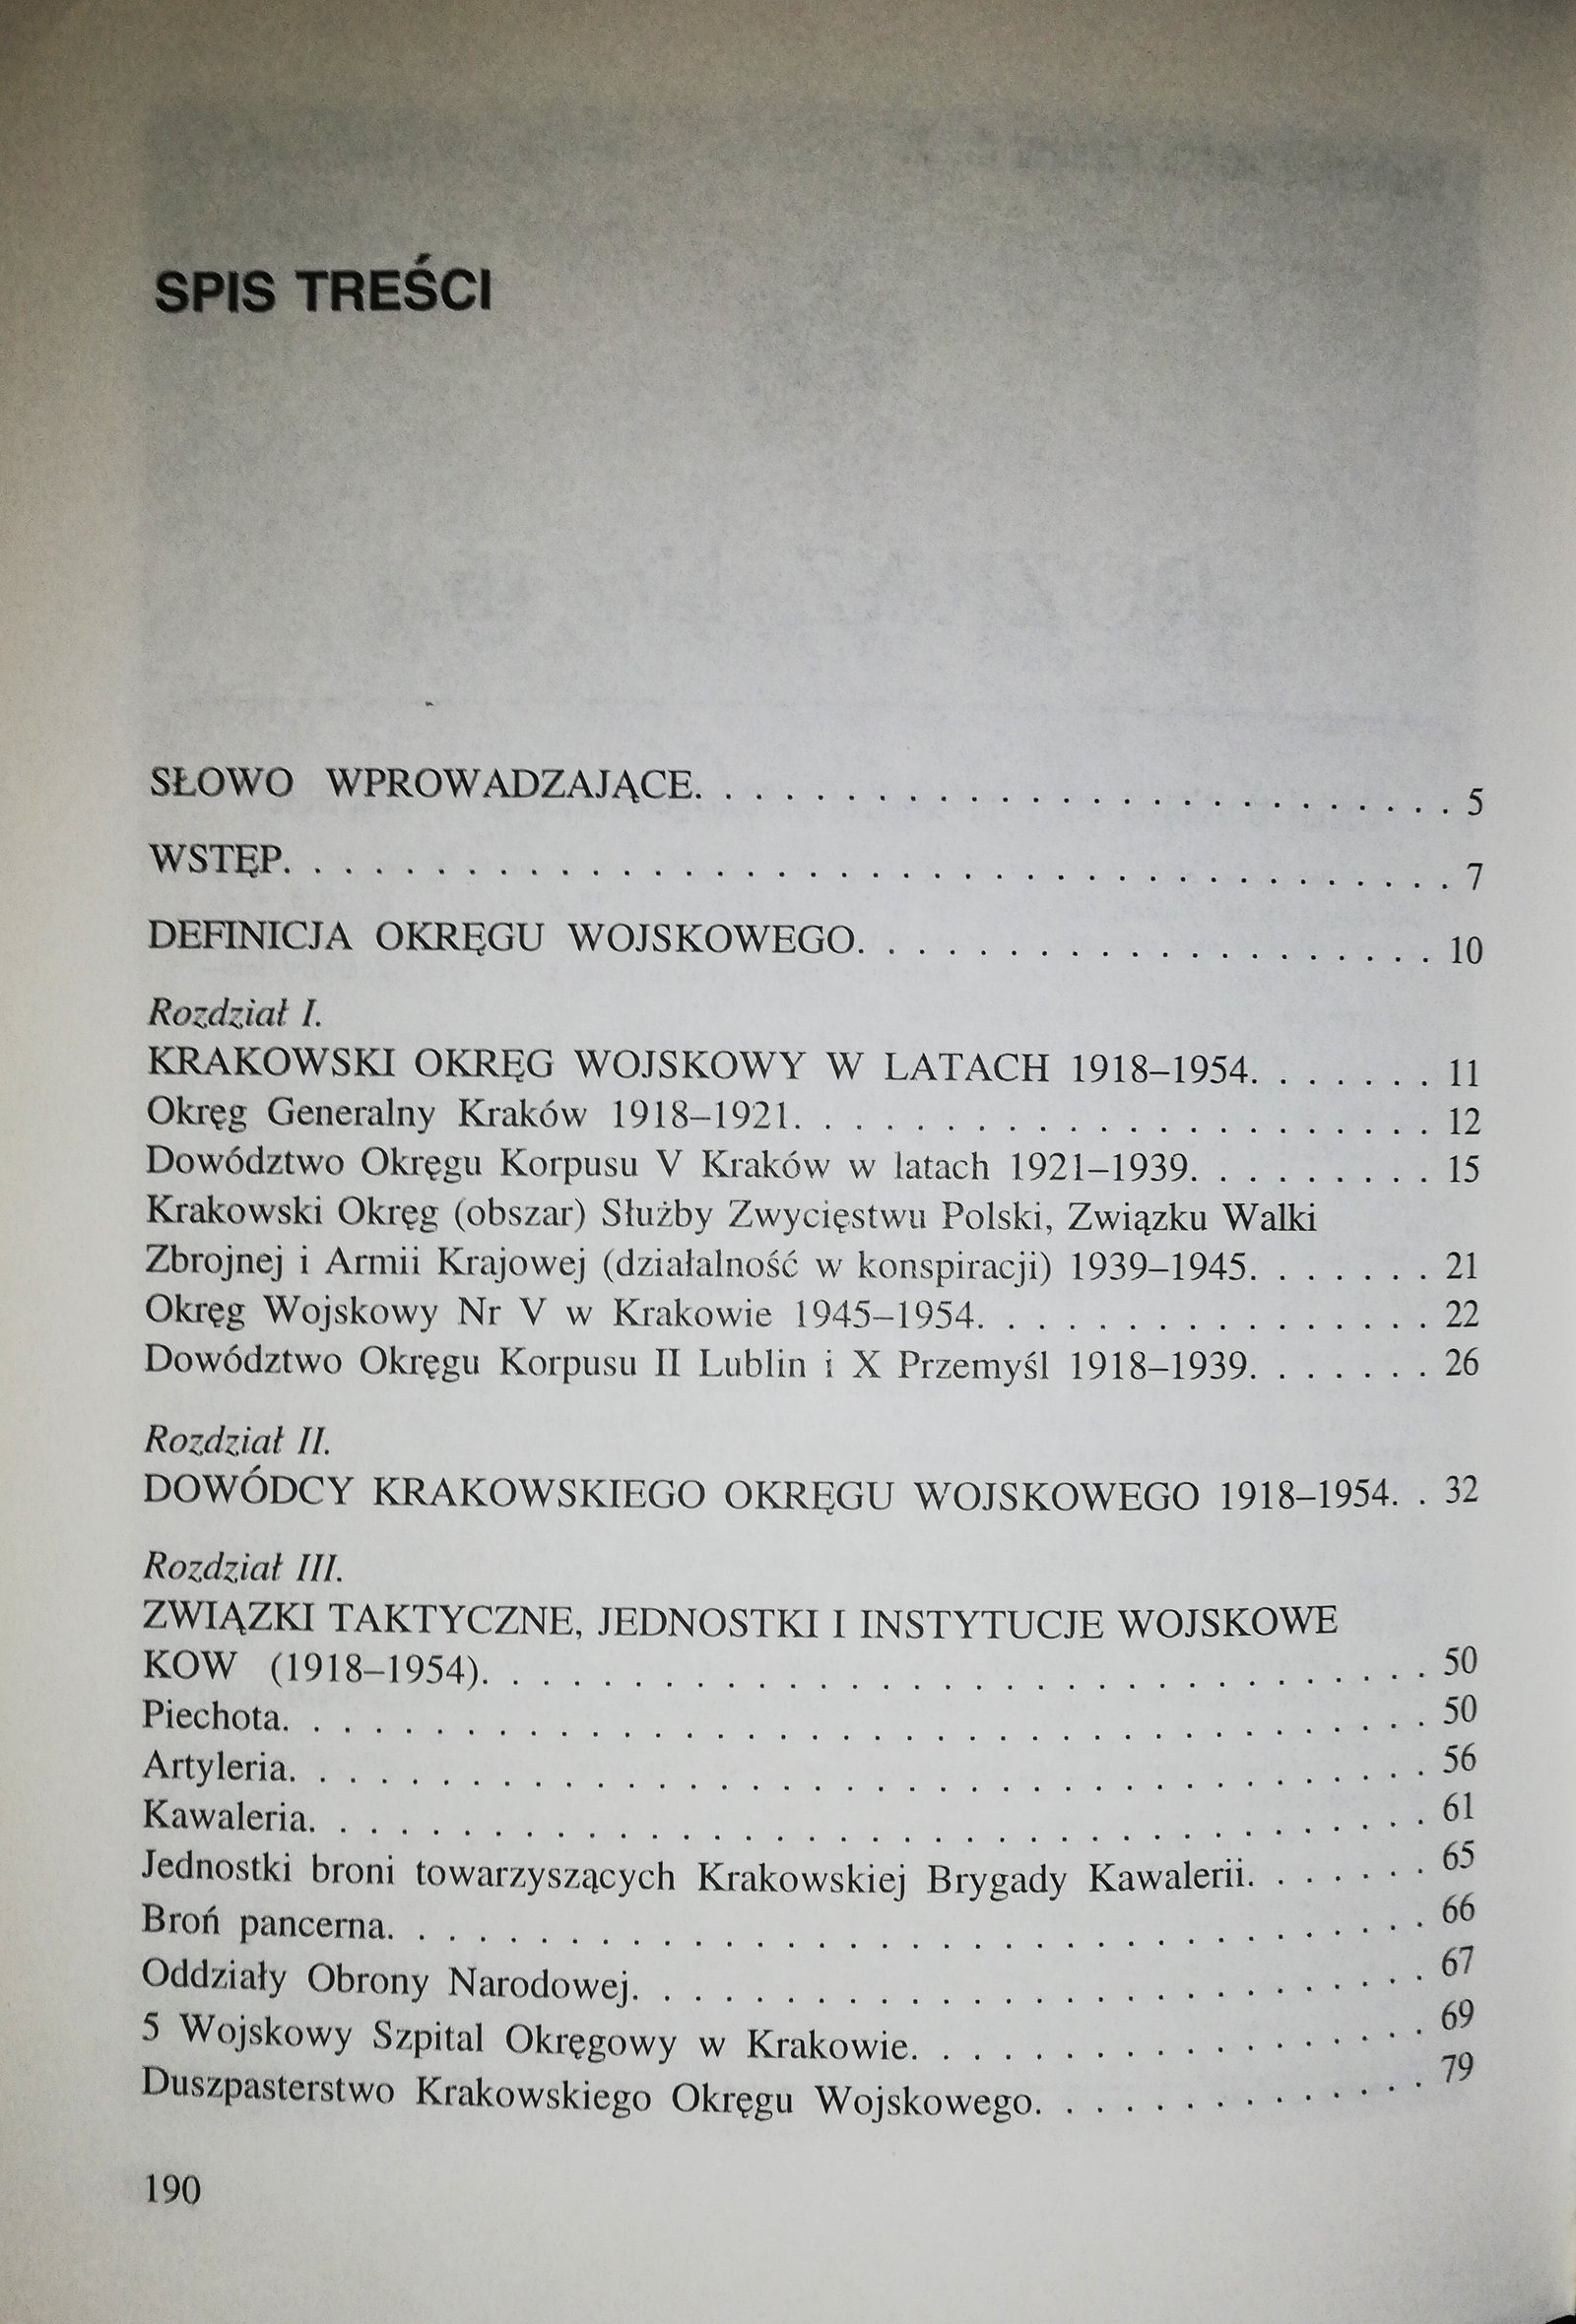 SPIS TREŚCI
SŁOWO WPROWADZAJĄCE. . . . . . . . . . . . . . . . . . . . . . . . . . 5
WSTĘP. . . . . . . . . . . . . . . . . . . . . . . . . . . . . . . . . . . . . . . 7
DEFINICJA OKRĘGU WOJSKOWEGO. . . . . . . . . . . . . . . . . . . . 10
Rozdział I.
KRAKOWSKI OKRĘG WOJSKOWY W LATACH 1918–1954. . . . . . . 11
Okręg Generalny Kraków 1918–1921. . . . . . . . . . . . . . . . . . . . . . 12
Dowództwo Okręgu Korpusu V Kraków w latach 1921–1939. . . . . . . . . 15
Krakowski Okręg (obszar) Służby Zwycięstwu Polski, Związku Walki
Zbrojnej i Armii Krajowej (działalność w konspiracji) 1939–1945. . . . . . . 21
Okręg Wojskowy Nr V w Krakowie 1945–1954. . . . . . . . . . . . . . . . 22
Dowództwo Okręgu Korpusu II Lublin i X Przemyśl 1918–1939. . . . . . . 26
Rozdział II.
DOWÓDCY KRAKOWSKIEGO OKRĘGU WOJSKOWEGO 1918–1954. . 32
Rozdział III.
ZWIĄZKI TAKTYCZNE, JEDNOSTKI I INSTYTUCJE WOJSKOWE
KOW (1918–1954). . . . . . . . . . . . . . . . . . . . . . . . . . . . . . . . 50
Piechota. . . . . . . . . . . . . . . . . . . . . . . . . . . . . . . . . . . . . . 50
Artyleria. . . . . . . . . . . . . . . . . . . . . . . . . . . . . . . . . . . . . . 56
Kawaleria. . . . . . . . . . . . . . . . . . . . . . . . . . . . . . . . . . . . . 61
Jednostki broni towarzyszących Krakowskiej Brygady Kawalerii. . . . . . . 65
Broń pancerna. . . . . . . . . . . . . . . . . . . . . . . . . . . . . . . . . . . 66
Oddziały Obrony Narodowej. . . . . . . . . . . . . . . . . . . . . . . . . . . 67
5 Wojskowy Szpital Okręgowy w Krakowie. . . . . . . . . . . . . . . . . . 69
Duszpasterstwo Krakowskiego Okręgu Wojskowego. . . . . . . . . . . . . . 79
190